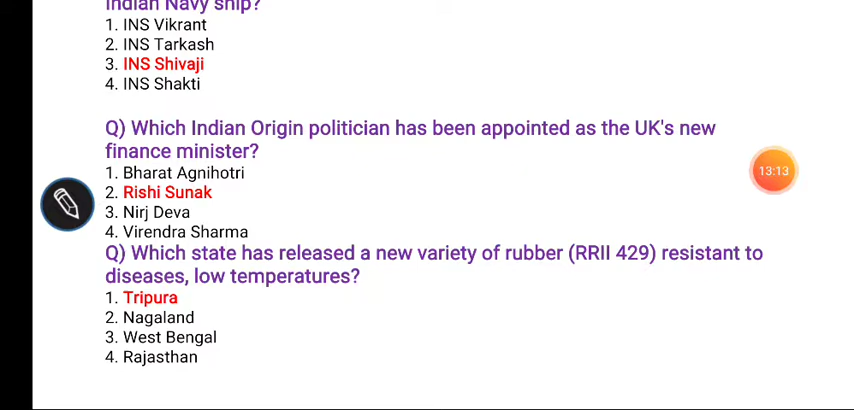 Indian Navy ship?
1. INS Vikrant
2. INS Tarkash
3. INS Shivaji
4. INS Shakti
Q) Which Indian Origin politician has been appointed as the UK's new
finance minister?
1. Bharat Agnihotri
2. Rishi Sunak
3. Nirj Deva
4. Virendra Sharma
Q) Which state has released a new variety of rubber (RRII 429) resistant to
diseases, low temperatures?
1. Tripura
2. Nagaland
3. West Bengal
4. Rajasthan
13:13